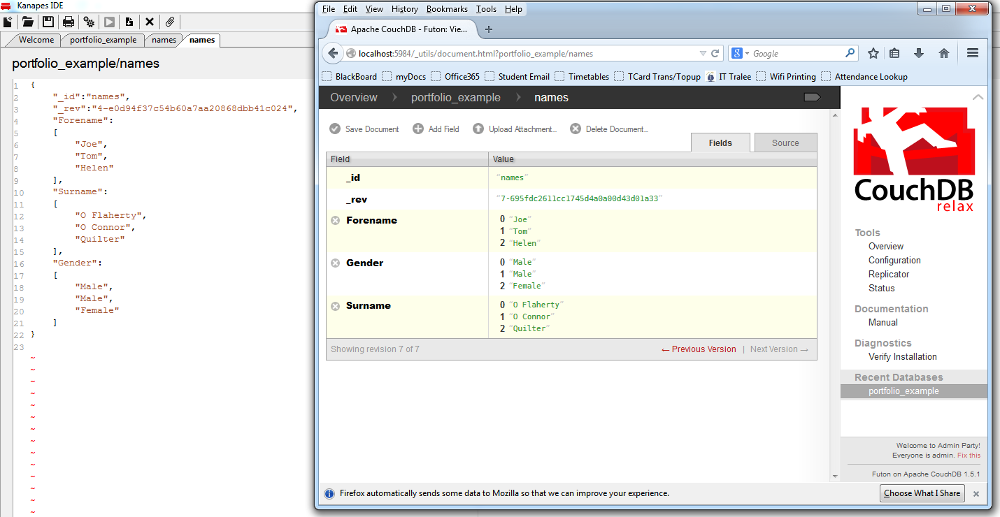 Kanapes IDE
Welcome portfolio_example names names
portfolio_example/names
1 {
2 "_id":"names",
3 "_rev":"4-e0d94f37c54b60a7aa20868dbb41c024",
4 "Forename":
5 [
6 "Joe",
7 "Tom",
8 "Helen"
9 ],
10 "Surname":
11 [
12 "O Flaherty",
13 "O Connor",
14 "Quilter"
15 ],
16 "Gender":
17 [
18 "Male",
19 "Male",
20 "Female"
21 ]
22 }
23
~
~
~
~
~
~
~
~
~
~
~
~
~
~
File Edit View History Bookmarks Tools Help
Apache CouchDB - Futon: Vie... +
localhost:5984/_utils/document.html?portfolio_example/names
8 Google
BlackBoard myDocs Office365 Student Email Timetables TCard Trans/Topup IT Tralee Wifi Printing Attendance Lookup
Overview portfolio_example names
Save Document Add Field Upload Attachment... Delete Document...
Fields Source
Field Value
_id "names"
_rev "7-695fdc2611cc1745d4a0a00d43d01a33"
Forename 0 "Joe"
1 "Tom"
2 "Helen"
Gender 0 "Male"
1 "Male"
2 "Female"
Surname 0 "O Flaherty"
1 "O Connor"
2 "Quilter"
Showing revision 7 of 7 ← Previous Version | Next Version →
CouchDB
relax
Tools
Overview
Configuration
Replicator
Status
Documentation
Manual
Diagnostics
Verify Installation
Recent Databases
portfolio_example
Welcome to Admin Party!
Everyone is admin. Fix this
Futon on Apache CouchDB 1.5.1
Firefox automatically sends some data to Mozilla so that we can improve your experience. Choose What I Share